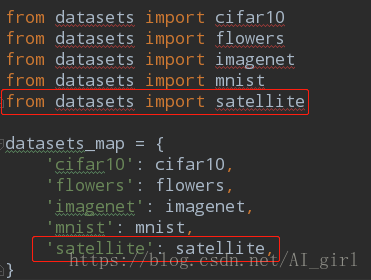 from datasets import cifar10
from datasets import flowers
from datasets import imagenet
from datasets import mnist
from datasets import satellite
datasets_map = {
'cifar10': cifar10,
'flowers': flowers,
'imagenet': imagenet,
'mnist': mnist,
'satellite': satellite,
https://blog.csdn.net/AI_girl
}